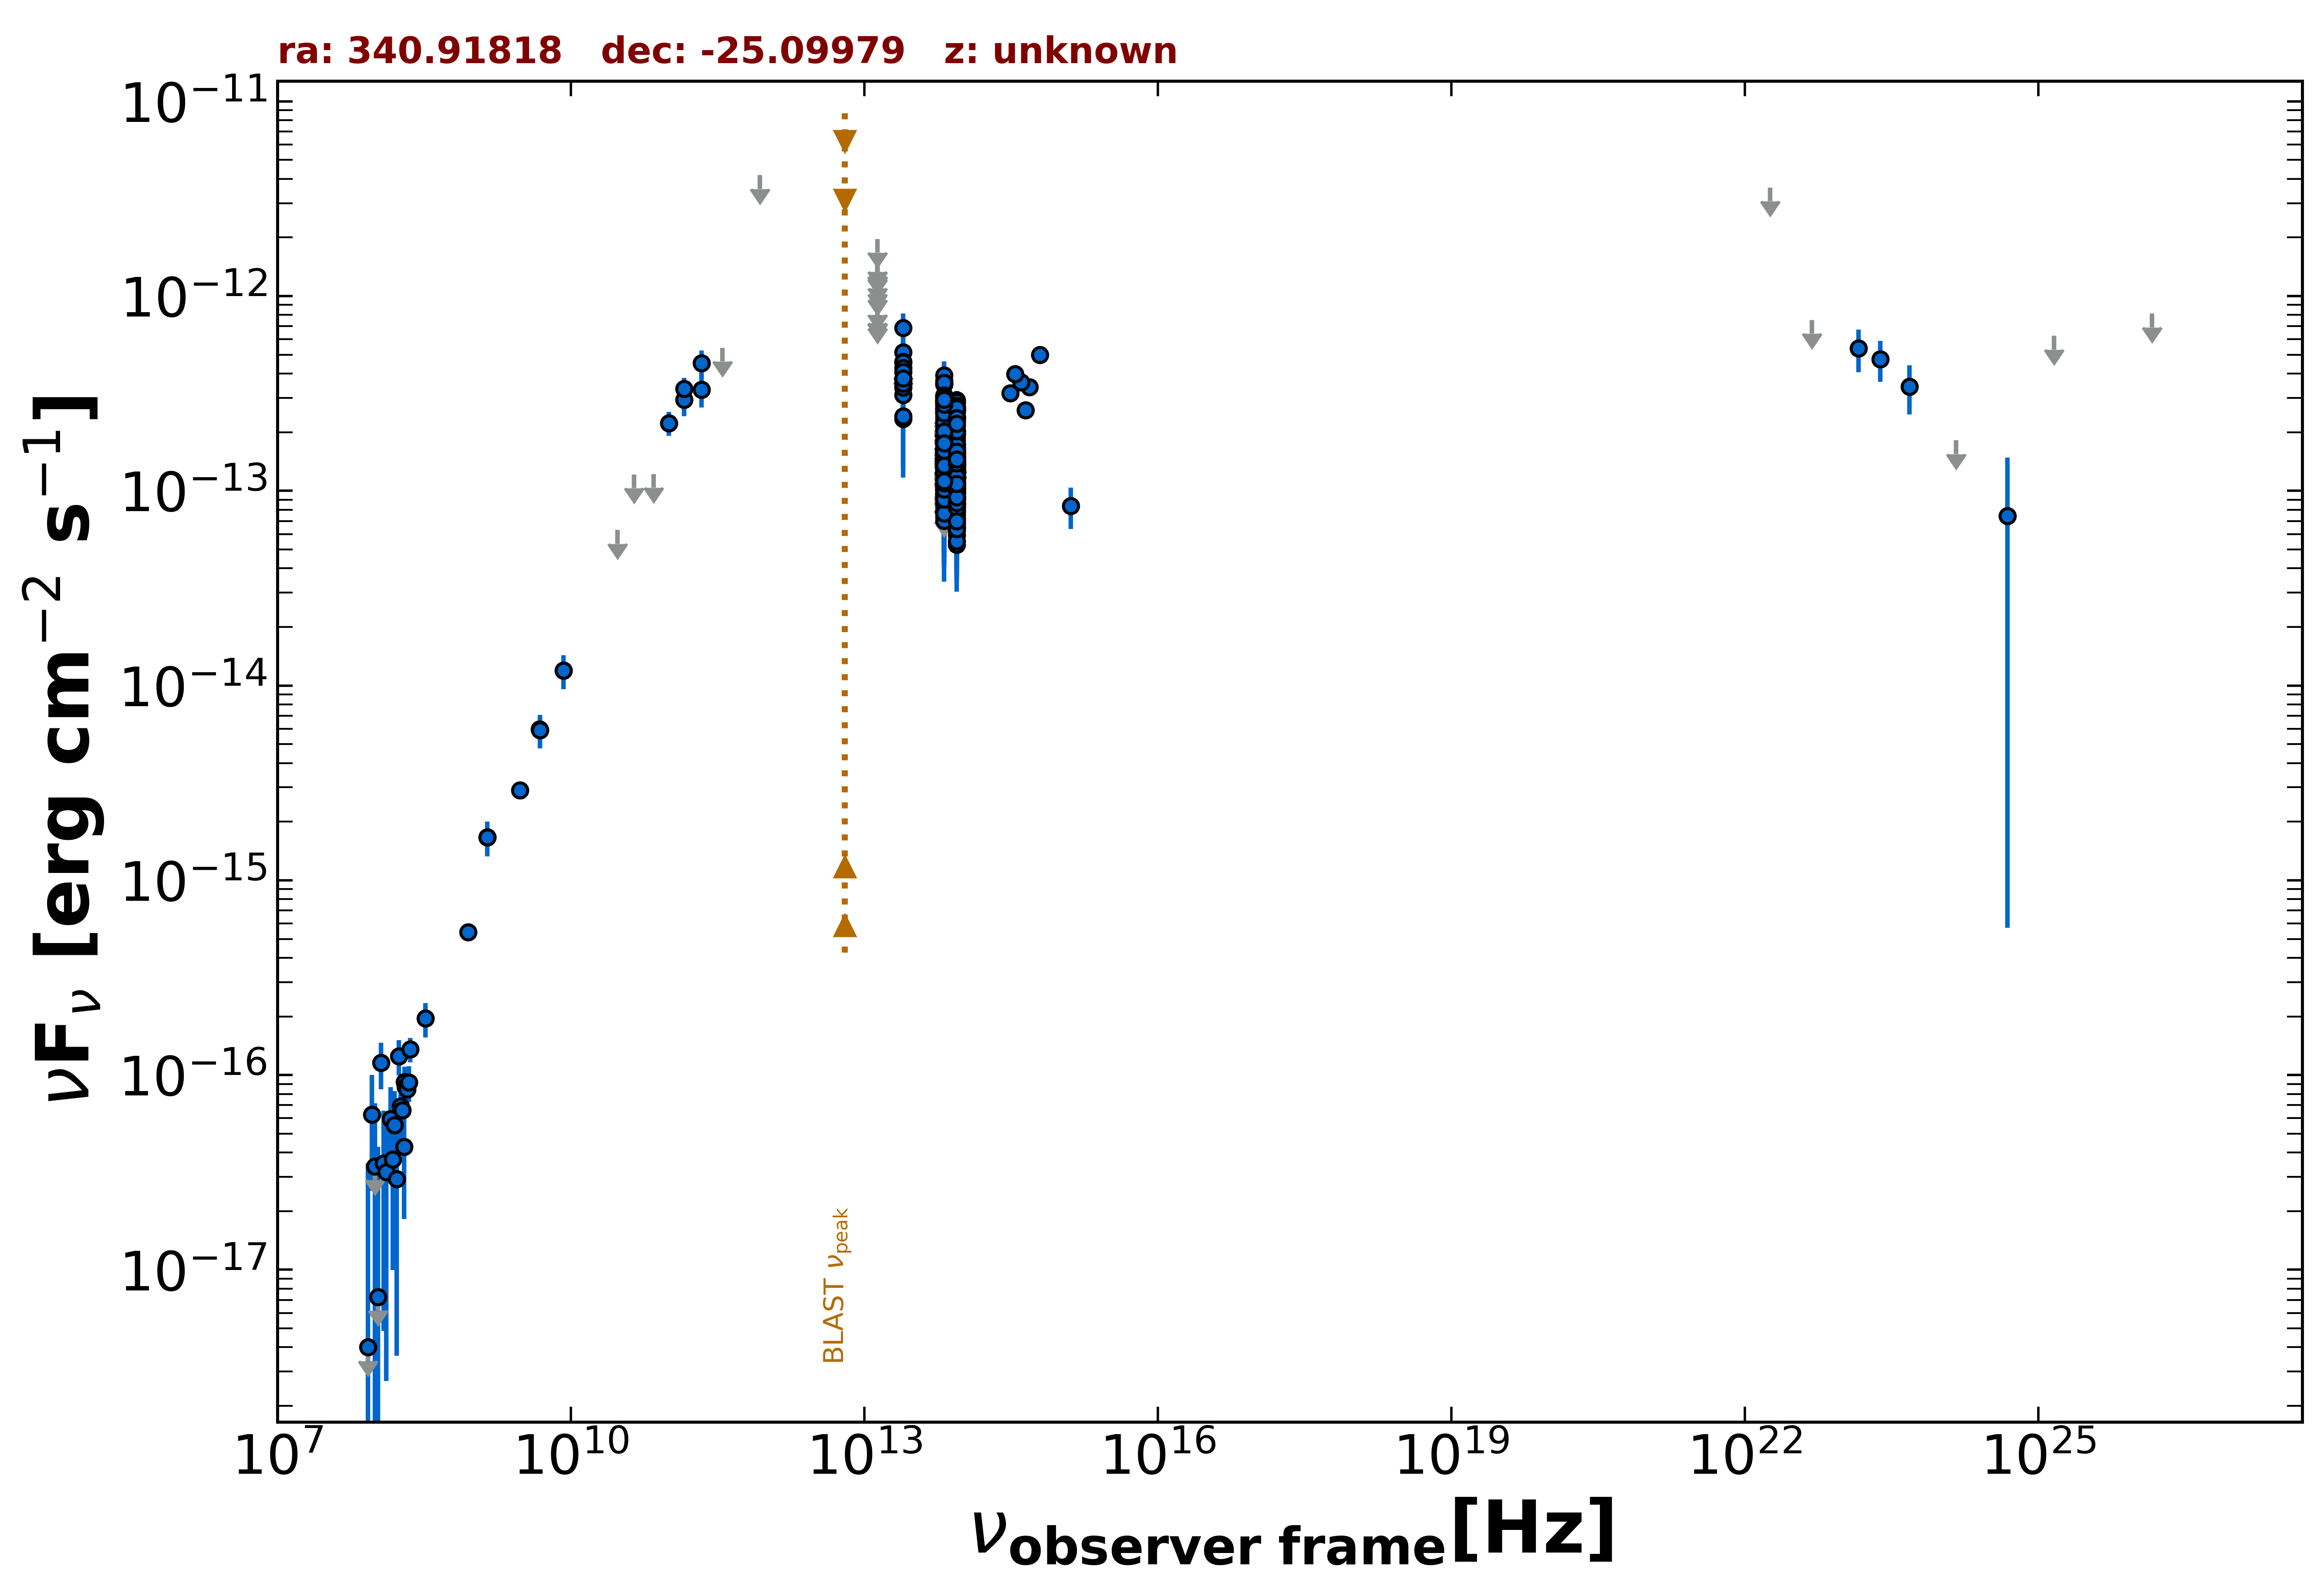 ra: 340.91818   dec: -25.09979   z: unknown
10⁻¹¹
10⁻¹²
10⁻¹³
10⁻¹⁴
10⁻¹⁵
10⁻¹⁶
10⁻¹⁷
νF_ν [erg cm⁻² s⁻¹]
BLAST ν_peak
10⁷ 10¹⁰ 10¹³ 10¹⁶ 10¹⁹ 10²² 10²⁵
ν_observer frame [Hz]